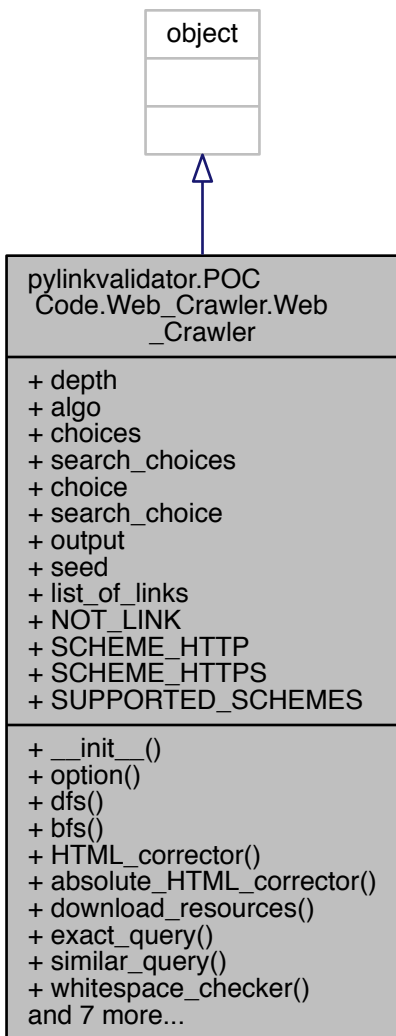 object
pylinkvalidator.POC
Code.Web_Crawler.Web
_Crawler
+ depth
+ algo
+ choices
+ search_choices
+ choice
+ search_choice
+ output
+ seed
+ list_of_links
+ NOT_LINK
+ SCHEME_HTTP
+ SCHEME_HTTPS
+ SUPPORTED_SCHEMES
+ __init__()
+ option()
+ dfs()
+ bfs()
+ HTML_corrector()
+ absolute_HTML_corrector()
+ download_resources()
+ exact_query()
+ similar_query()
+ whitespace_checker()
and 7 more...